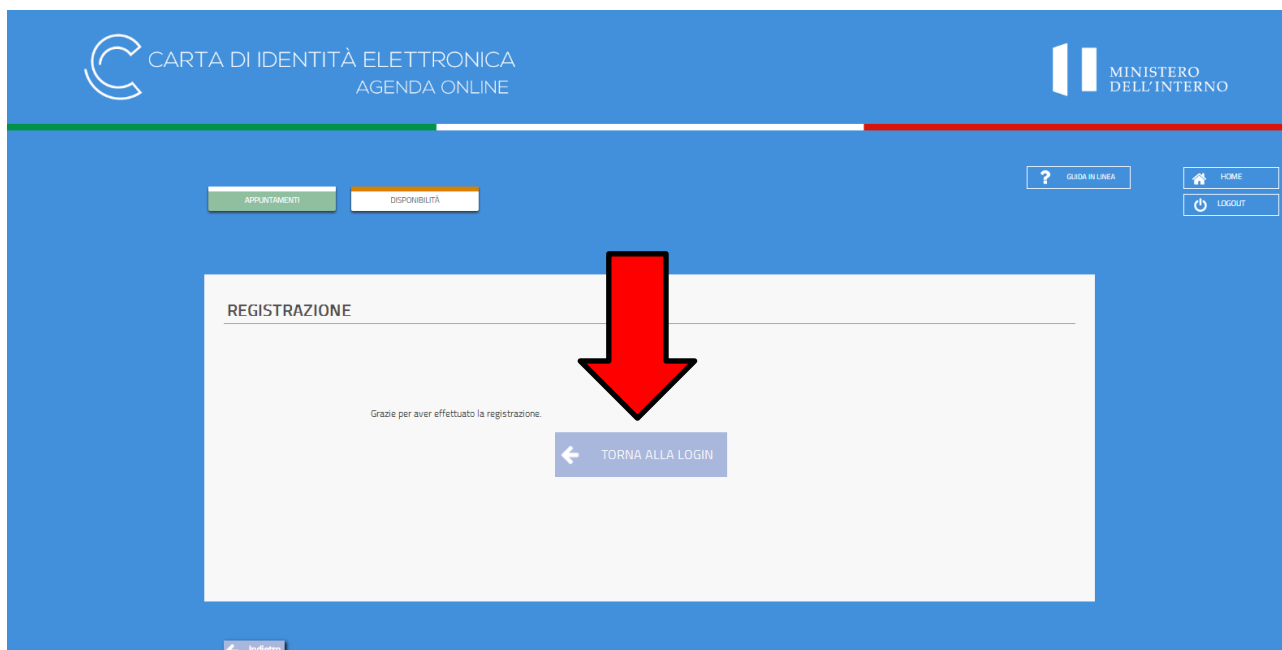 CARTA DI IDENTITÀ ELETTRONICA
AGENDA ONLINE
MINISTERO
DELL'INTERNO
GUIDA IN LINEA
HOME
LOGOUT
APPUNTAMENTI
DISPONIBILITÀ
REGISTRAZIONE
Grazie per aver effettuato la registrazione.
TORNA ALLA LOGIN
Indietro